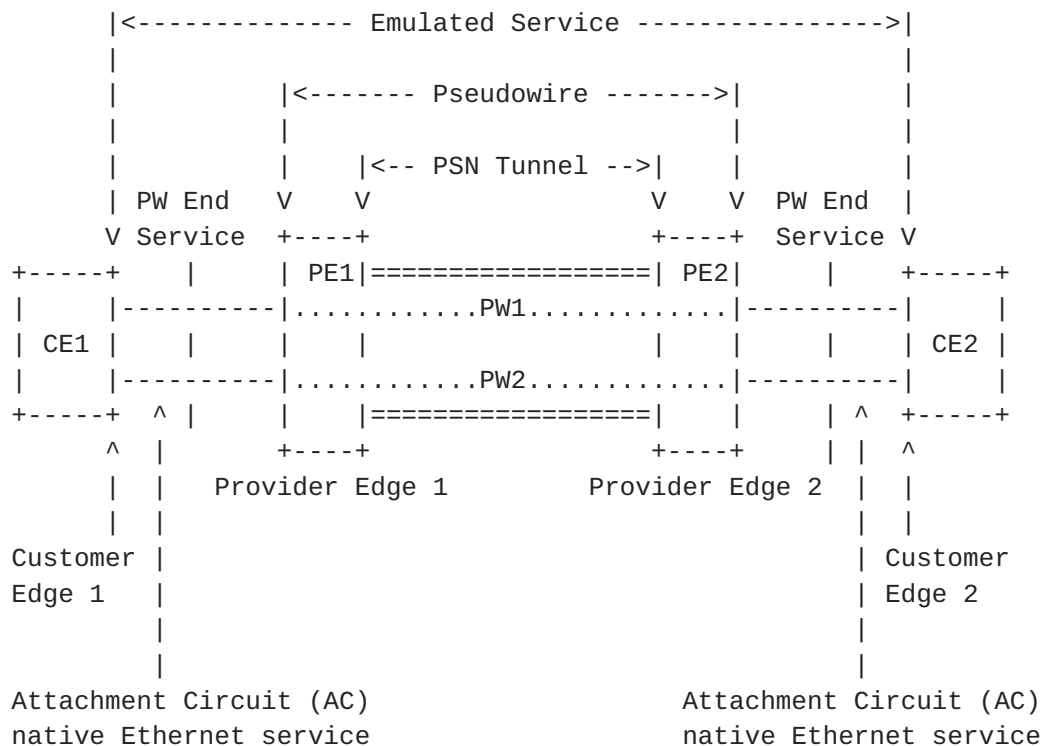 |<-------------- Emulated Service ---------------->|
|<------- Pseudowire ------->|
|<-- PSN Tunnel -->|
PW End V V V V PW End
V Service +----+ +----+ Service V
+-----+ | | PE1|==================| PE2| | +-----+
| |----------|............PW1.............|----------| |
| CE1 | | | | | | | | CE2 |
| |----------|............PW2.............|----------| |
+-----+ ^ | | |==================| | | ^ +-----+
^ | +----+ +----+ | | ^
| | Provider Edge 1 Provider Edge 2 | |
| | | |
Customer | | Customer
Edge 1 | | Edge 2
| |
| |
Attachment Circuit (AC) Attachment Circuit (AC)
native Ethernet service native Ethernet service